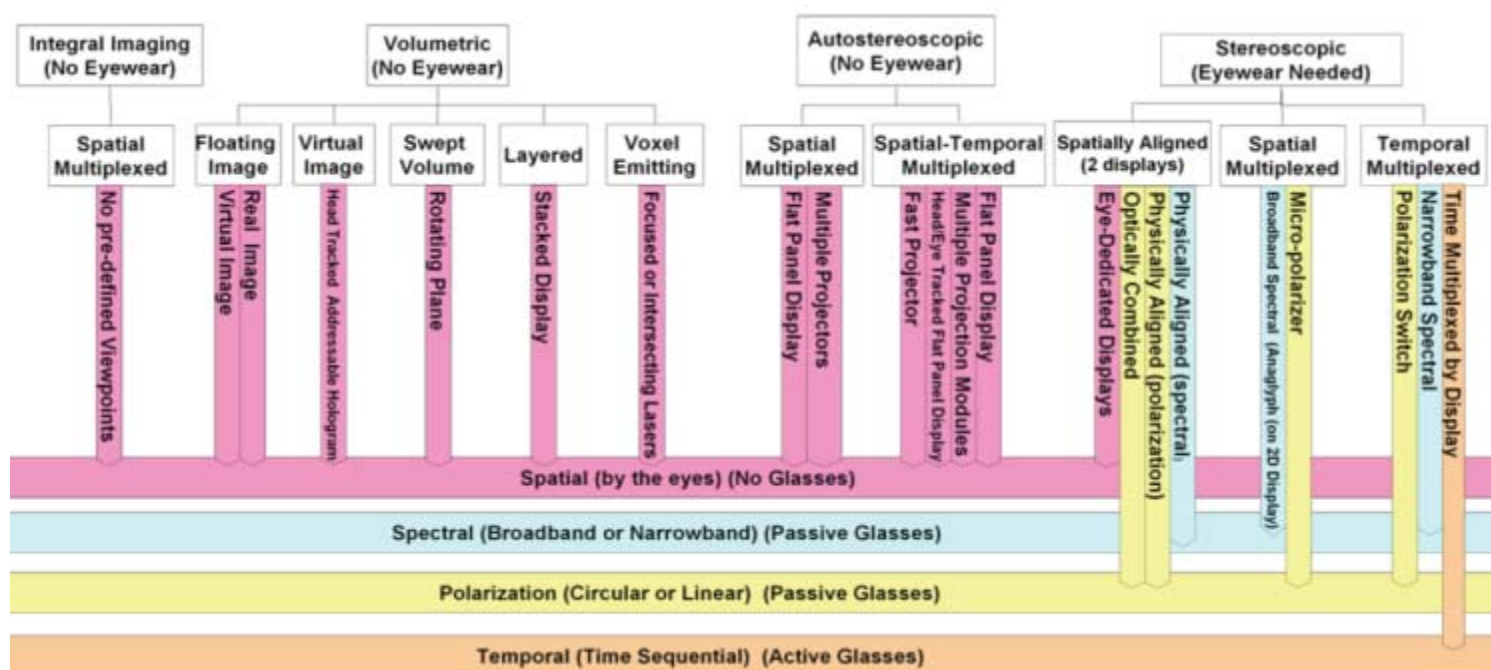 Integral Imaging
(No Eyewear)
Volumetric
(No Eyewear)
Autostereoscopic
(No Eyewear)
Stereoscopic
(Eyewear Needed)
Spatial
Multiplexed
Floating
Image
Virtual
Image
Swept
Volume
Layered
Voxel
Emitting
Spatial
Multiplexed
Spatial-Temporal
Multiplexed
Spatially Aligned
(2 displays)
Spatial
Multiplexed
Temporal
Multiplexed
No pre-defined Viewpoints
Virtual Image
Real Image
Head Tracked Addressable Hologram
Rotating Plane
Stacked Display
Focused or Intersecting Lasers
Flat Panel Display
Multiple Projectors
Fast Projector
Head/Eye Tracked Flat Panel Display
Multiple Projection Modules
Flat Panel Display
Eye-Dedicated Displays
Optically Combined
Physically Aligned (polarization)
Physically Aligned (spectral)
Broadband Spectral (Anaglyph (on 2D Display)
Micro-polarizer
Polarization Switch
Narrowband Spectral
Time Multiplexed by Display
Spatial (by the eyes) (No Glasses)
Spectral (Broadband or Narrowband) (Passive Glasses)
Polarization (Circular or Linear) (Passive Glasses)
Temporal (Time Sequential) (Active Glasses)